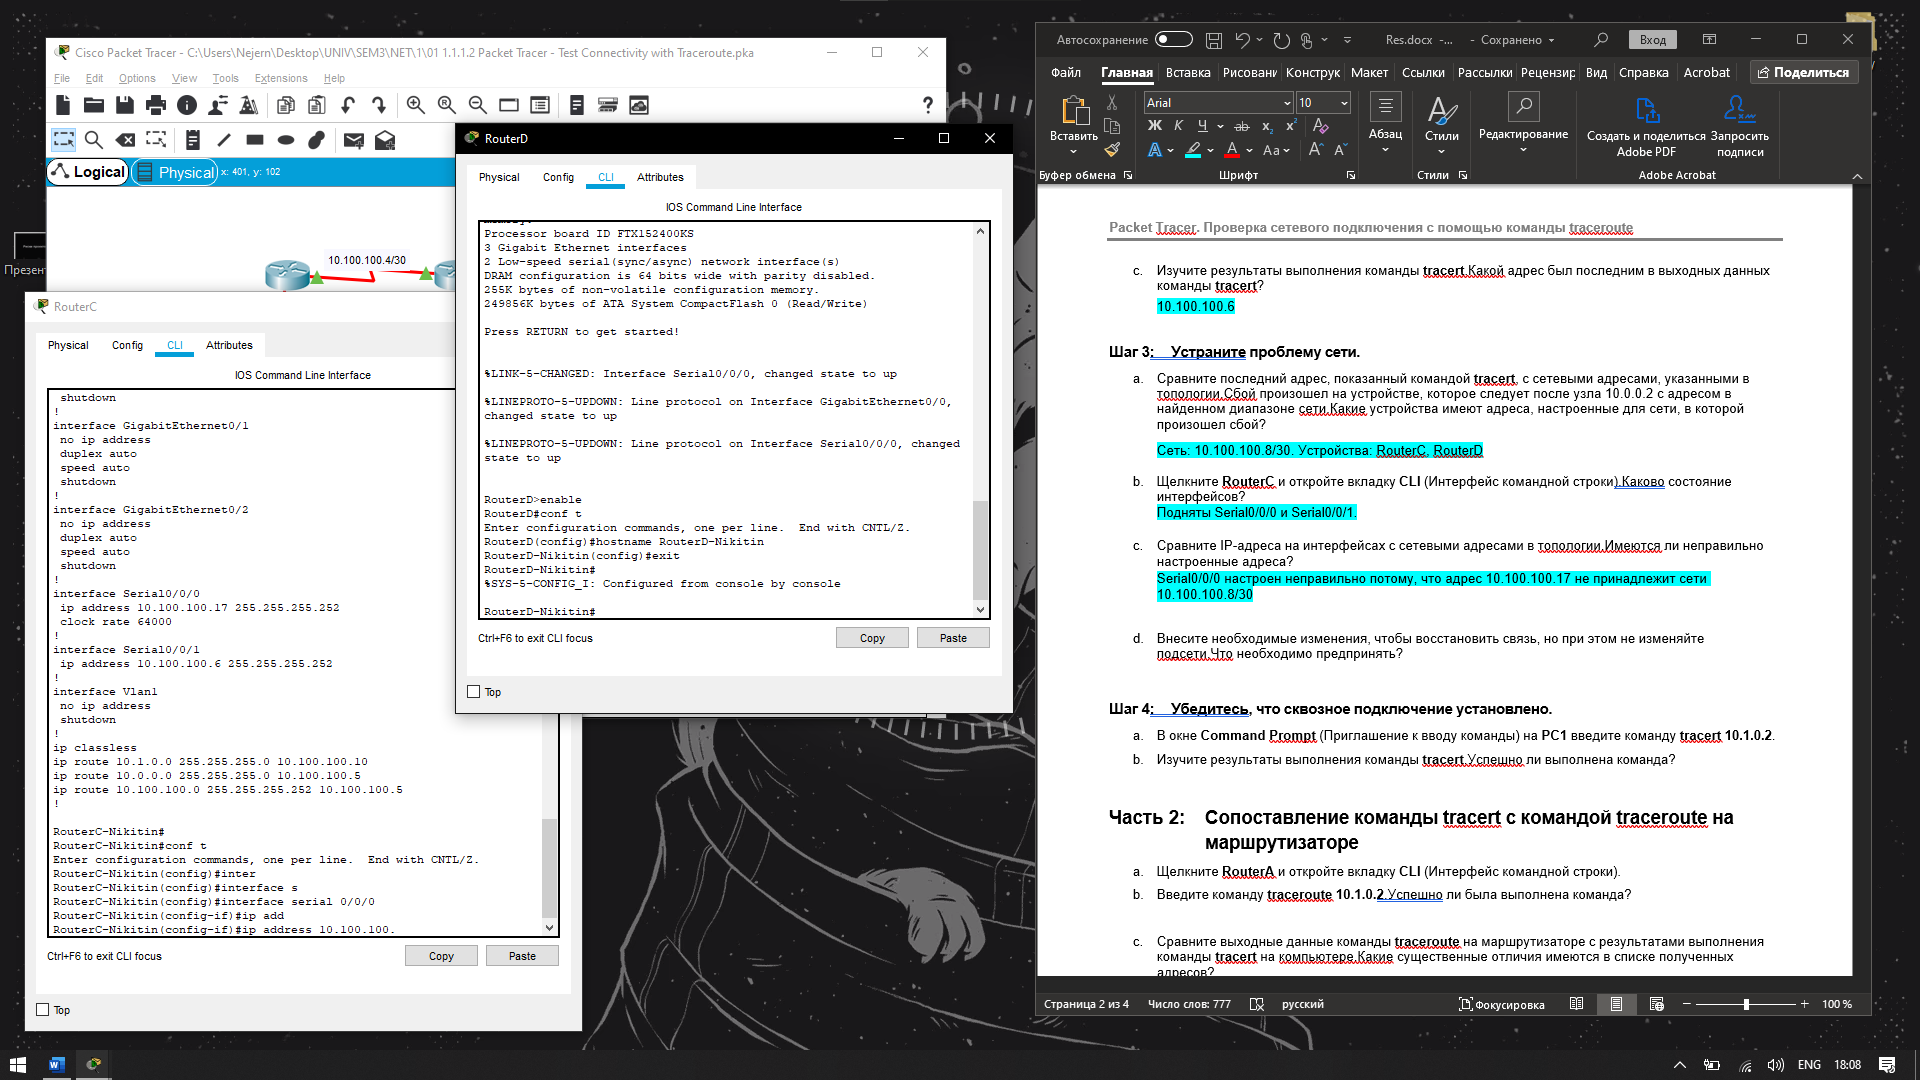 Cisco Packet Tracer - C:\Users\Nejern\Desktop\UNIV\SEM3\NET\1\01 1.1.1.2 Packet Tracer - Test Connectivity with Traceroute.pka
File Edit Options View Tools Extensions Help
Logical Physical x: 401, y: 102
10.100.100.4/30
Презент
RouterC
Physical Config CLI Attributes
IOS Command Line Interface
shutdown
!
interface GigabitEthernet0/1
no ip address
duplex auto
speed auto
shutdown
!
interface GigabitEthernet0/2
no ip address
duplex auto
speed auto
shutdown
!
interface Serial0/0/0
ip address 10.100.100.17 255.255.255.252
clock rate 64000
!
interface Serial0/0/1
ip address 10.100.100.6 255.255.255.252
!
interface Vlan1
no ip address
shutdown
!
ip classless
ip route 10.1.0.0 255.255.255.0 10.100.100.10
ip route 10.0.0.0 255.255.255.0 10.100.100.5
ip route 10.100.100.0 255.255.255.252 10.100.100.5
!
RouterC-Nikitin#
RouterC-Nikitin#conf t
Enter configuration commands, one per line.  End with CNTL/Z.
RouterC-Nikitin(config)#inter
RouterC-Nikitin(config)#interface s
RouterC-Nikitin(config)#interface serial 0/0/0
RouterC-Nikitin(config-if)#ip add
RouterC-Nikitin(config-if)#ip address 10.100.100.
Ctrl+F6 to exit CLI focus
Copy Paste
Top
RouterD
Physical Config CLI Attributes
IOS Command Line Interface
Processor board ID FTX152400KS
3 Gigabit Ethernet interfaces
2 Low-speed serial(sync/async) network interface(s)
DRAM configuration is 64 bits wide with parity disabled.
255K bytes of non-volatile configuration memory.
249856K bytes of ATA System CompactFlash 0 (Read/Write)
Press RETURN to get started!
%LINK-5-CHANGED: Interface Serial0/0/0, changed state to up
%LINEPROTO-5-UPDOWN: Line protocol on Interface GigabitEthernet0/0,
changed state to up
%LINEPROTO-5-UPDOWN: Line protocol on Interface Serial0/0/0, changed
state to up
RouterD>enable
RouterD#conf t
Enter configuration commands, one per line.  End with CNTL/Z.
RouterD(config)#hostname RouterD-Nikitin
RouterD-Nikitin(config)#exit
RouterD-Nikitin#
%SYS-5-CONFIG_I: Configured from console by console
RouterD-Nikitin#
Ctrl+F6 to exit CLI focus
Copy Paste
Top
Автосохранение Res.docx -... - Сохранено Вход
Файл Главная Вставка Рисовани Конструк Макет Ссылки Рассылки Рецензир Вид Справка Acrobat Поделиться
Вставить
Arial 10
Ж К Ч ab x₂ x²
Aa
Абзац
Стили
Редактирование
Создать и поделиться Adobe PDF
Запросить подписи
Буфер обмена Шрифт Стили Adobe Acrobat
Packet Tracer. Проверка сетевого подключения с помощью команды traceroute
c. Изучите результаты выполнения команды tracert.Какой адрес был последним в выходных данных
команды tracert?
10.100.100.6
Шаг 3: Устраните проблему сети.
a. Сравните последний адрес, показанный командой tracert, с сетевыми адресами, указанными в
топологии.Сбой произошел на устройстве, которое следует после узла 10.0.0.2 с адресом в
найденном диапазоне сети.Какие устройства имеют адреса, настроенные для сети, в которой
произошел сбой?
Сеть: 10.100.100.8/30. Устройства: RouterC, RouterD
b. Щелкните RouterC и откройте вкладку CLI (Интерфейс командной строки).Каково состояние
интерфейсов?
Подняты Serial0/0/0 и Serial0/0/1.
c. Сравните IP-адреса на интерфейсах с сетевыми адресами в топологии.Имеются ли неправильно
настроенные адреса?
Serial0/0/0 настроен неправильно потому, что адрес 10.100.100.17 не принадлежит сети
10.100.100.8/30
d. Внесите необходимые изменения, чтобы восстановить связь, но при этом не изменяйте
подсети.Что необходимо предпринять?
Шаг 4: Убедитесь, что сквозное подключение установлено.
a. В окне Command Prompt (Приглашение к вводу команды) на PC1 введите команду tracert 10.1.0.2.
b. Изучите результаты выполнения команды tracert.Успешно ли выполнена команда?
Часть 2: Сопоставление команды tracert с командой traceroute на
маршрутизаторе
a. Щелкните RouterA и откройте вкладку CLI (Интерфейс командной строки).
b. Введите команду traceroute 10.1.0.2.Успешно ли была выполнена команда?
c. Сравните выходные данные команды traceroute на маршрутизаторе с результатами выполнения
команды tracert на компьютере.Какие существенные отличия имеются в списке полученных
адресов?
Страница 2 из 4 Число слов: 777 русский Фокусировка 100 %
ENG 18:08